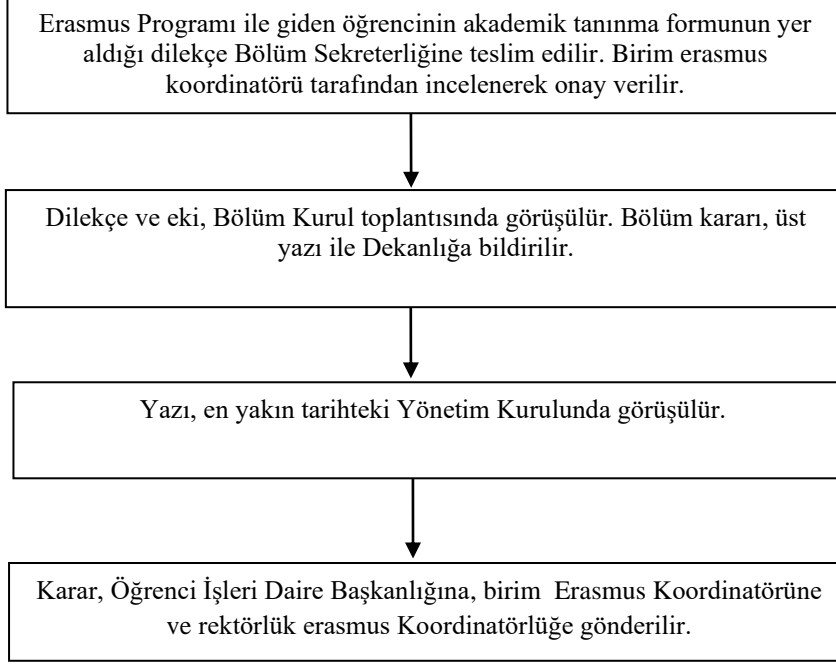 Erasmus Programı ile giden öğrencinin akademik tanınma formunun yer
aldığı dilekçe Bölüm Sekreterliğine teslim edilir. Birim erasmus
koordinatörü tarafından incelenerek onay verilir.
Dilekçe ve eki, Bölüm Kurul toplantısında görüşülür. Bölüm kararı, üst
yazı ile Dekanlığa bildirilir.
Yazı, en yakın tarihteki Yönetim Kurulunda görüşülür.
Karar, Öğrenci İşleri Daire Başkanlığına, birim Erasmus Koordinatörüne
ve rektörlük erasmus Koordinatörlüğe gönderilir.